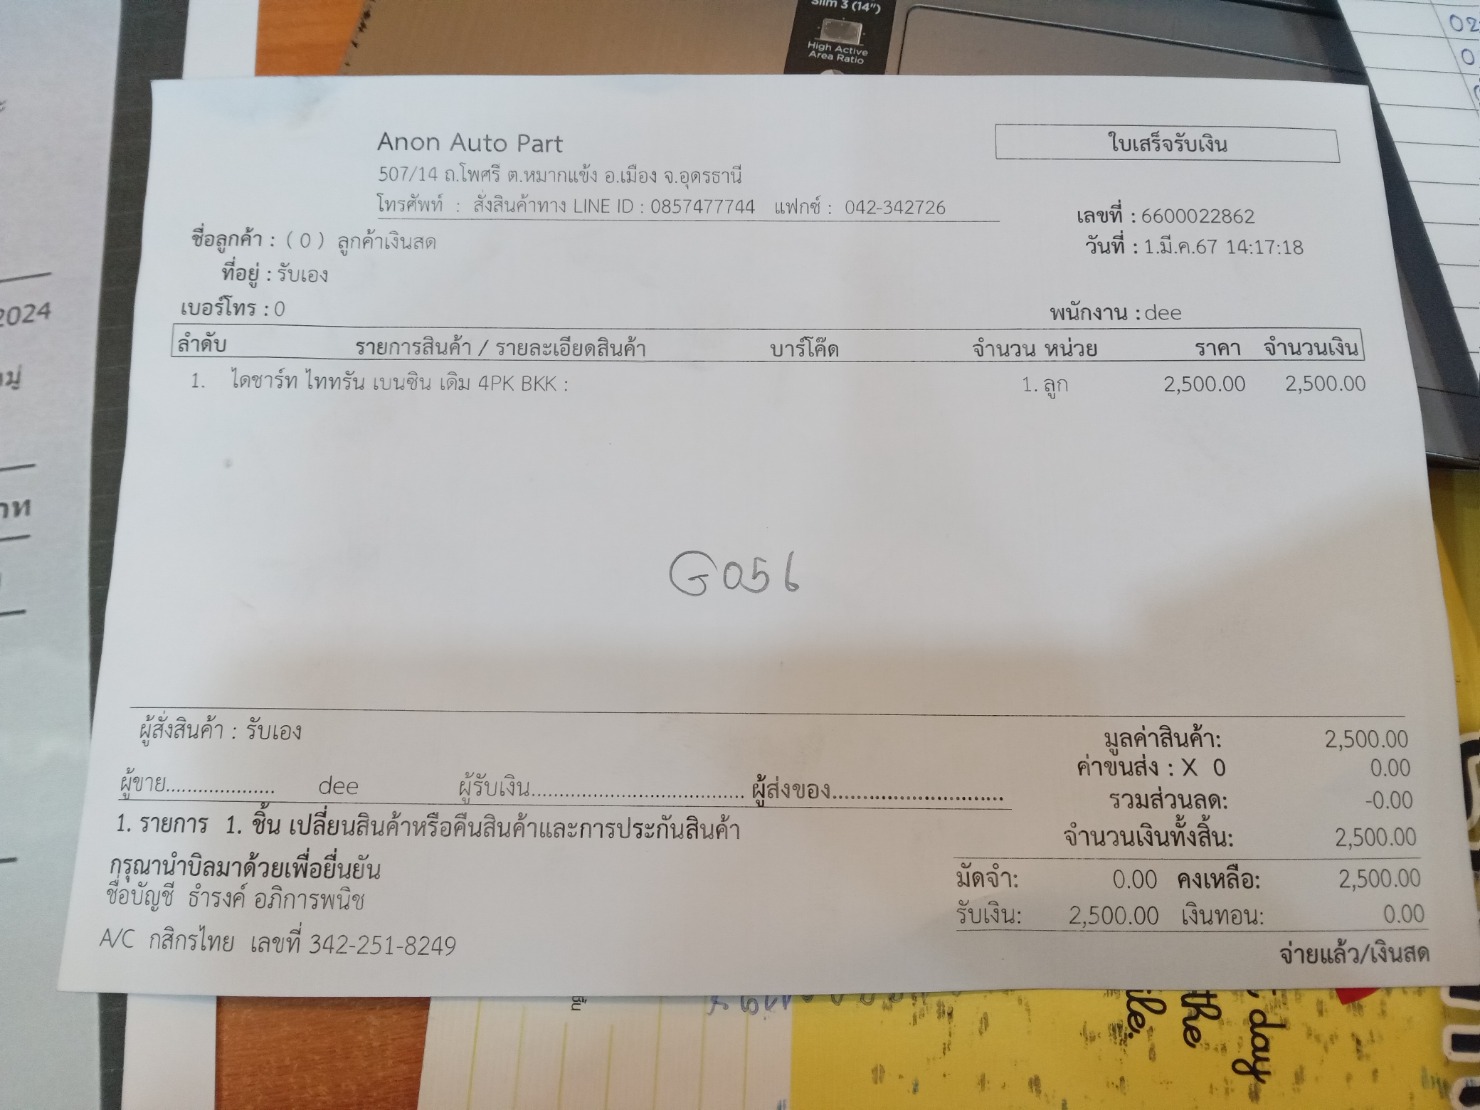 Slim 3 (14")
High Active
Area Ratio
Anon Auto Part
ใบเสร็จรับเงิน
507/14 ถ.โพศรี ต.หมากแข้ง อ.เมือง จ.อุดรธานี
โทรศัพท์ : สั่งสินค้าทาง LINE ID : 0857477744 แฟกซ์ : 042-342726
เลขที่ : 6600022862
ชื่อลูกค้า : ( 0 ) ลูกค้าเงินสด
วันที่ : 1.มี.ค.67 14:17:18
ที่อยู่ : รับเอง
เบอร์โทร : 0
พนักงาน : dee
ลำดับ รายการสินค้า / รายละเอียดสินค้า บาร์โค๊ด จำนวน หน่วย ราคา จำนวนเงิน
1. ไดชาร์ท ไททรัน เบนซิน เดิม 4PK BKK : 1. ลูก 2,500.00 2,500.00
G056
ผู้สั่งสินค้า : รับเอง
มูลค่าสินค้า: 2,500.00
ค่าขนส่ง : X 0 0.00
ผู้ขาย.................... dee ผู้รับเงิน....................................... ผู้ส่งของ..............................
รวมส่วนลด: -0.00
1. รายการ 1. ชิ้น เปลี่ยนสินค้าหรือคืนสินค้าและการประกันสินค้า
จำนวนเงินทั้งสิ้น: 2,500.00
กรุณานำบิลมาด้วยเพื่อยื่นยัน
มัดจำ: 0.00 คงเหลือ: 2,500.00
ชื่อบัญชี ธำรงค์ อภิการพนิช
รับเงิน: 2,500.00 เงินทอน: 0.00
A/C กสิกรไทย เลขที่ 342-251-8249
จ่ายแล้ว/เงินสด
2024
day
the